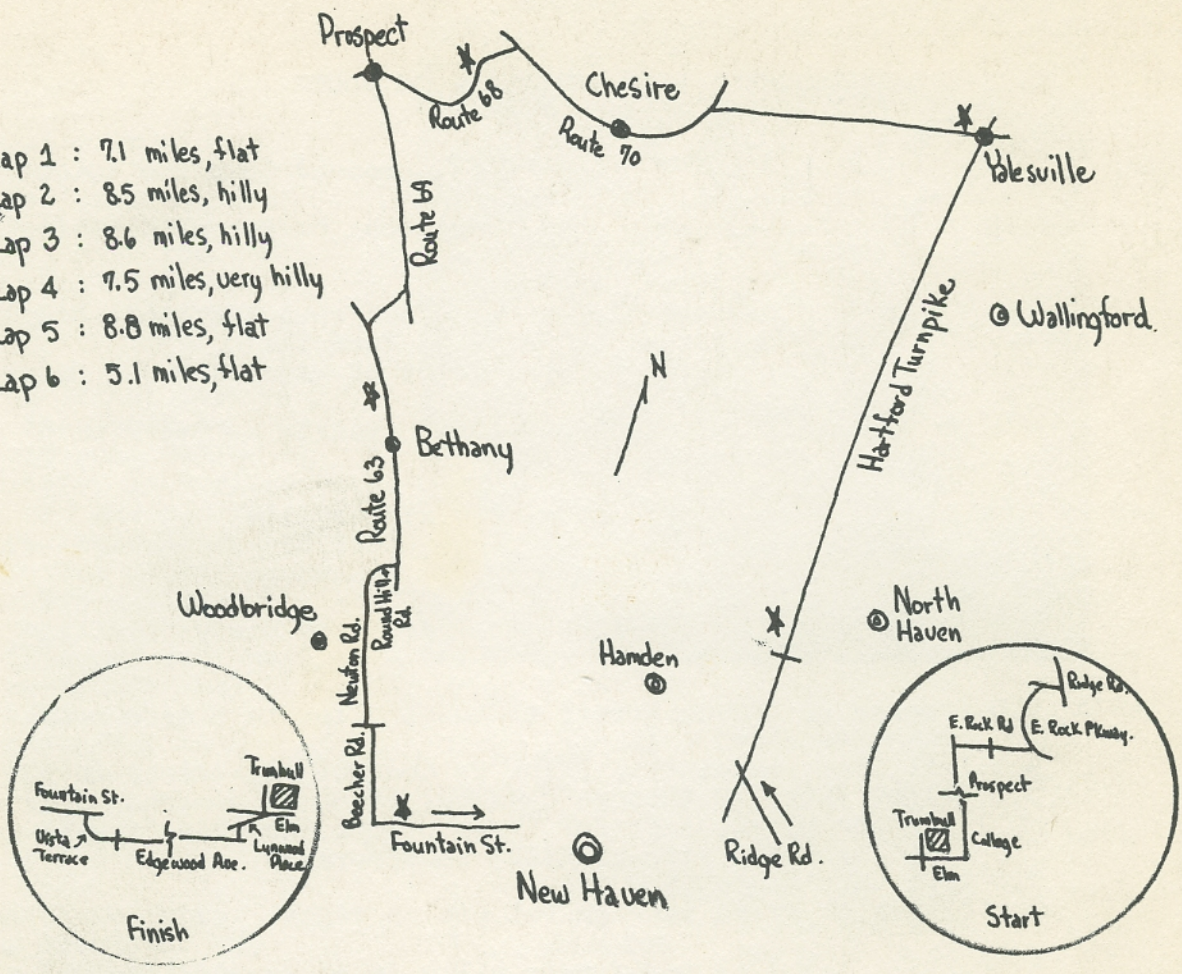 Prospect
Route 68
Chesire
Route 70
Yalesville
ap 1 : 7.1 miles, flat
ap 2 : 8.5 miles, hilly
ap 3 : 8.6 miles, hilly
ap 4 : 7.5 miles, very hilly
ap 5 : 8.8 miles, flat
ap 6 : 5.1 miles, flat
Route 69
Wallingford
Hartford Turnpike
N
Bethany
Route 63
Round Hill
Rd.
Woodbridge
Newton Rd.
Hamden
North
Haven
Beecher Rd.
Fountain St.
New Haven
Ridge Rd.
Trumbull
Fountain St.
Elm
Vista
Terrace
Edgewood Ave.
Lynwood
Place
Finish
Ridge Rd.
E. Rock Rd
E. Rock Pkway.
Prospect
Trumbull
College
Elm
Start